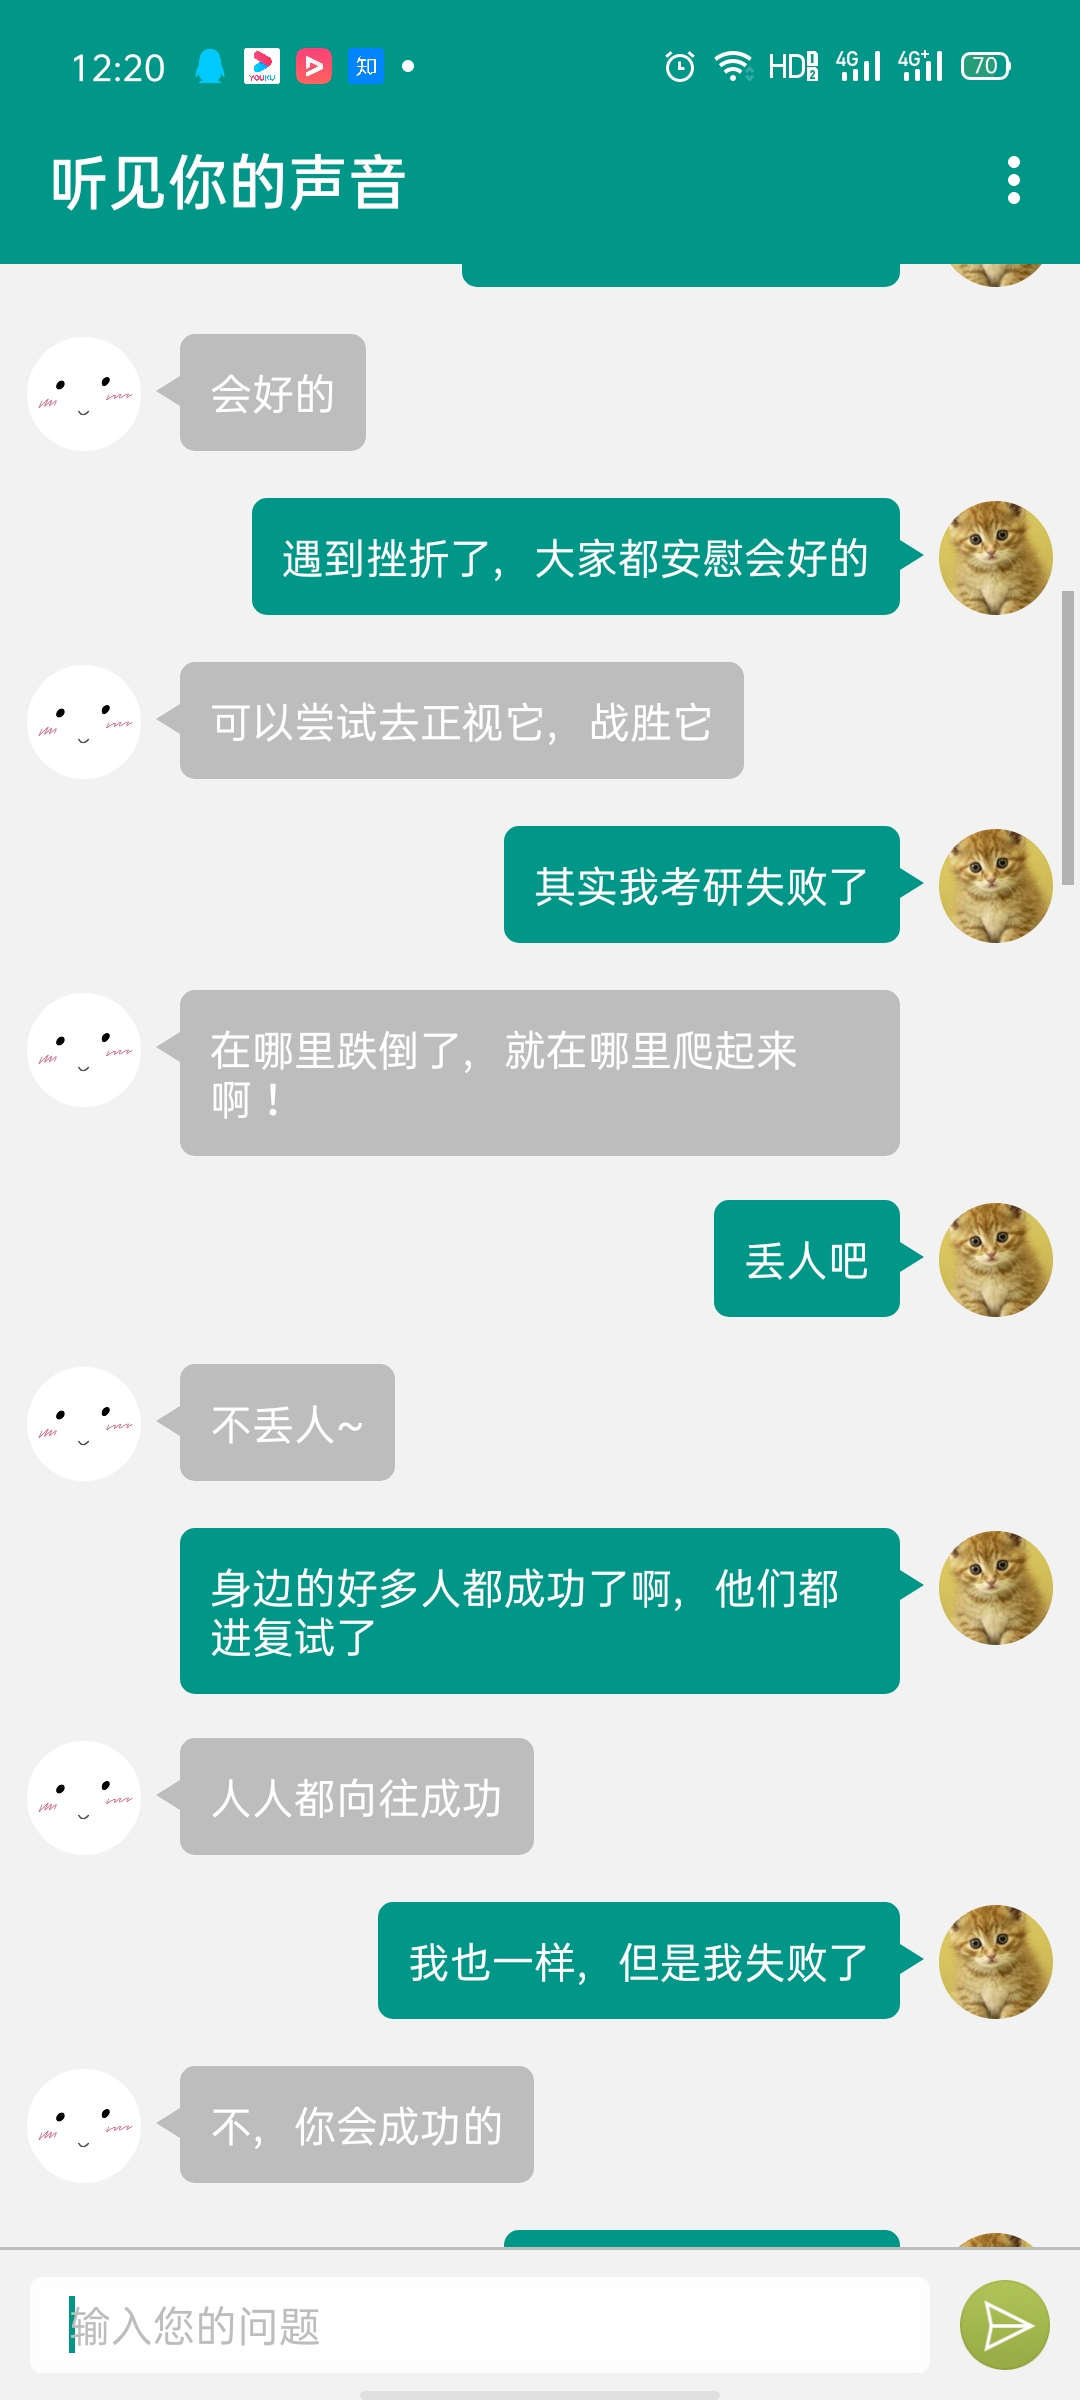 12:20
YOUKU
知
HD 1 2
4G
4G+
70
听见你的声音
会好的
遇到挫折了，大家都安慰会好的
可以尝试去正视它，战胜它
其实我考研失败了
在哪里跌倒了，就在哪里爬起来
啊！
丢人吧
不丢人~
身边的好多人都成功了啊，他们都
进复试了
人人都向往成功
我也一样，但是我失败了
不，你会成功的
输入您的问题